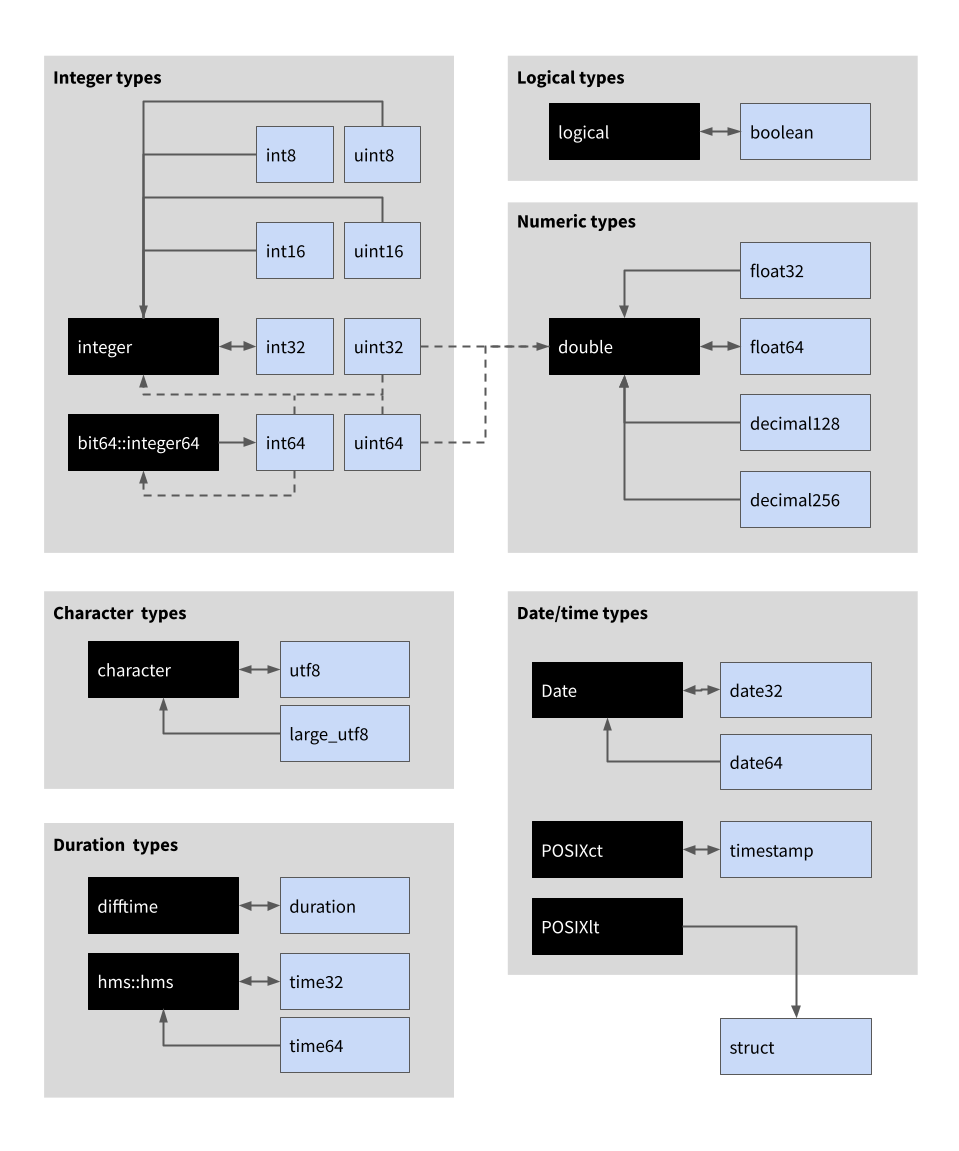 Integer types
int8
uint8
int16
uint16
integer
int32
uint32
bit64::integer64
int64
uint64
Logical types
logical
boolean
Numeric types
float32
double
float64
decimal128
decimal256
Character types
character
utf8
large_utf8
Date/time types
Date
date32
date64
POSIXct
timestamp
POSIXlt
struct
Duration types
difftime
duration
hms::hms
time32
time64